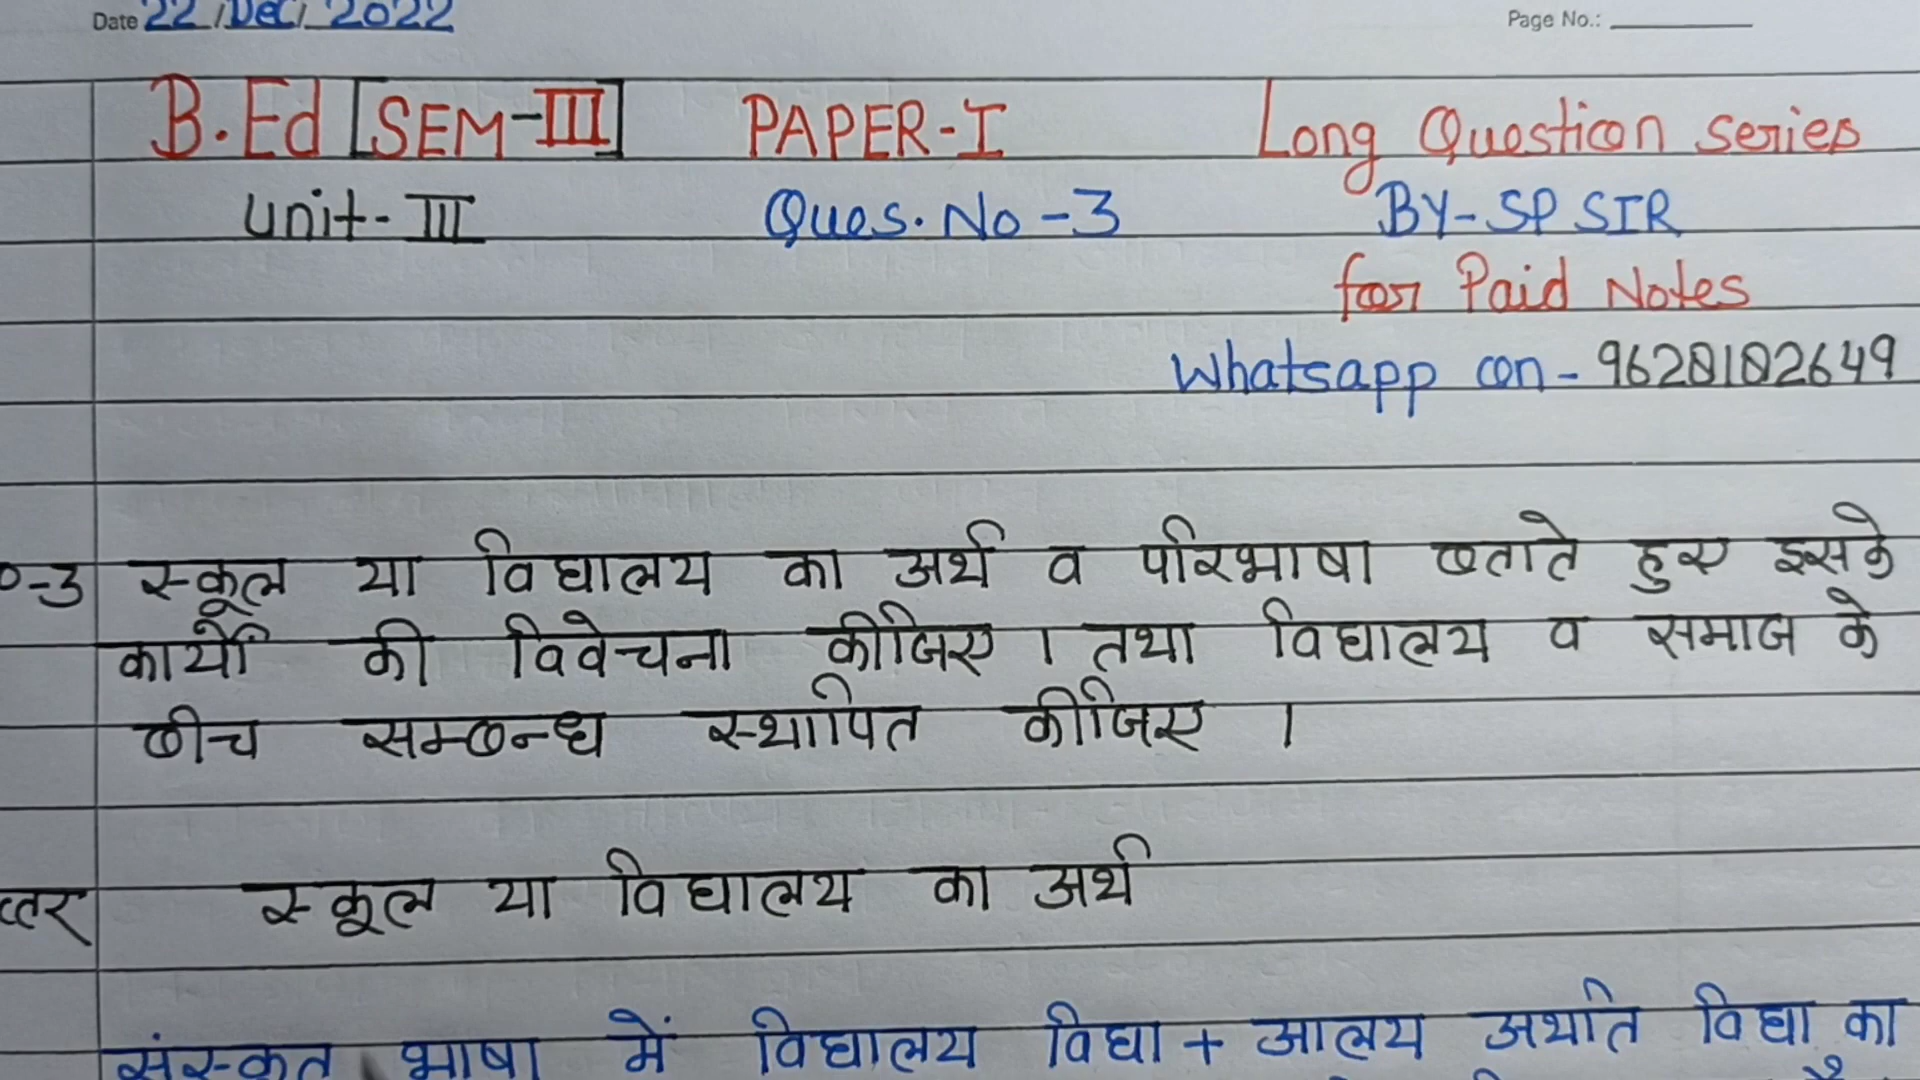 Date 22/Dec/2022 Page No.:
B.Ed [SEM-III] PAPER-I Long Question series
Unit-III Ques.No-3 BY-SP SIR
for Paid Notes
Whatsapp on-9620102649
-3 स्कूल या विद्यालय का अर्थ व परिभाषा बताते हुए इसके
कार्यों की विवेचना कीजिए। तथा विद्यालय व समाज के
बीच सम्बन्ध स्थापित कीजिए।
स्कूल या विद्यालय का अर्थ
संस्कृत भाषा में विद्यालय विद्या + आलय अर्थात विद्या का